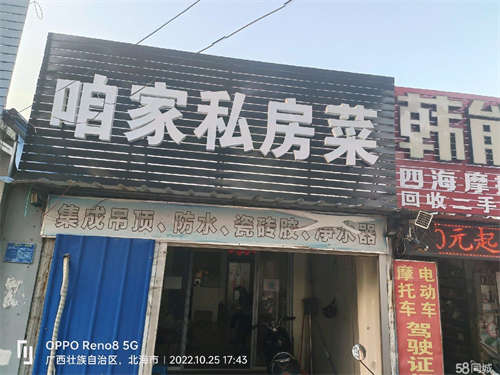 咱家私房菜
集成吊顶、防水、瓷砖胶、净水器
四海摩
回收二手
0元起
电动车
摩托车
驾驶证
OPPO Reno8 5G
广西壮族自治区，北海市 | 2022.10.25 17:43
58同城